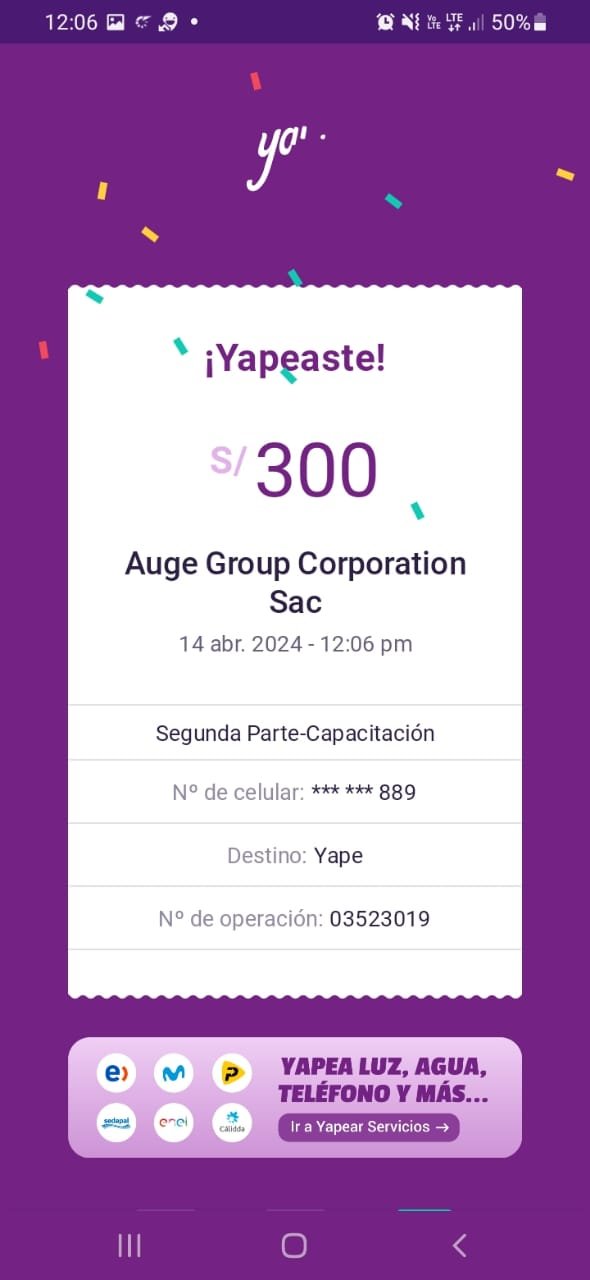 12:06 50%
ya
¡Yapeaste!
S/ 300
Auge Group Corporation
Sac
14 abr. 2024 - 12:06 pm
Segunda Parte-Capacitación
Nº de celular: *** *** 889
Destino: Yape
Nº de operación: 03523019
YAPEA LUZ, AGUA,
TELÉFONO Y MÁS...
Ir a Yapear Servicios →
e)
P
sedapal enel Cálidda